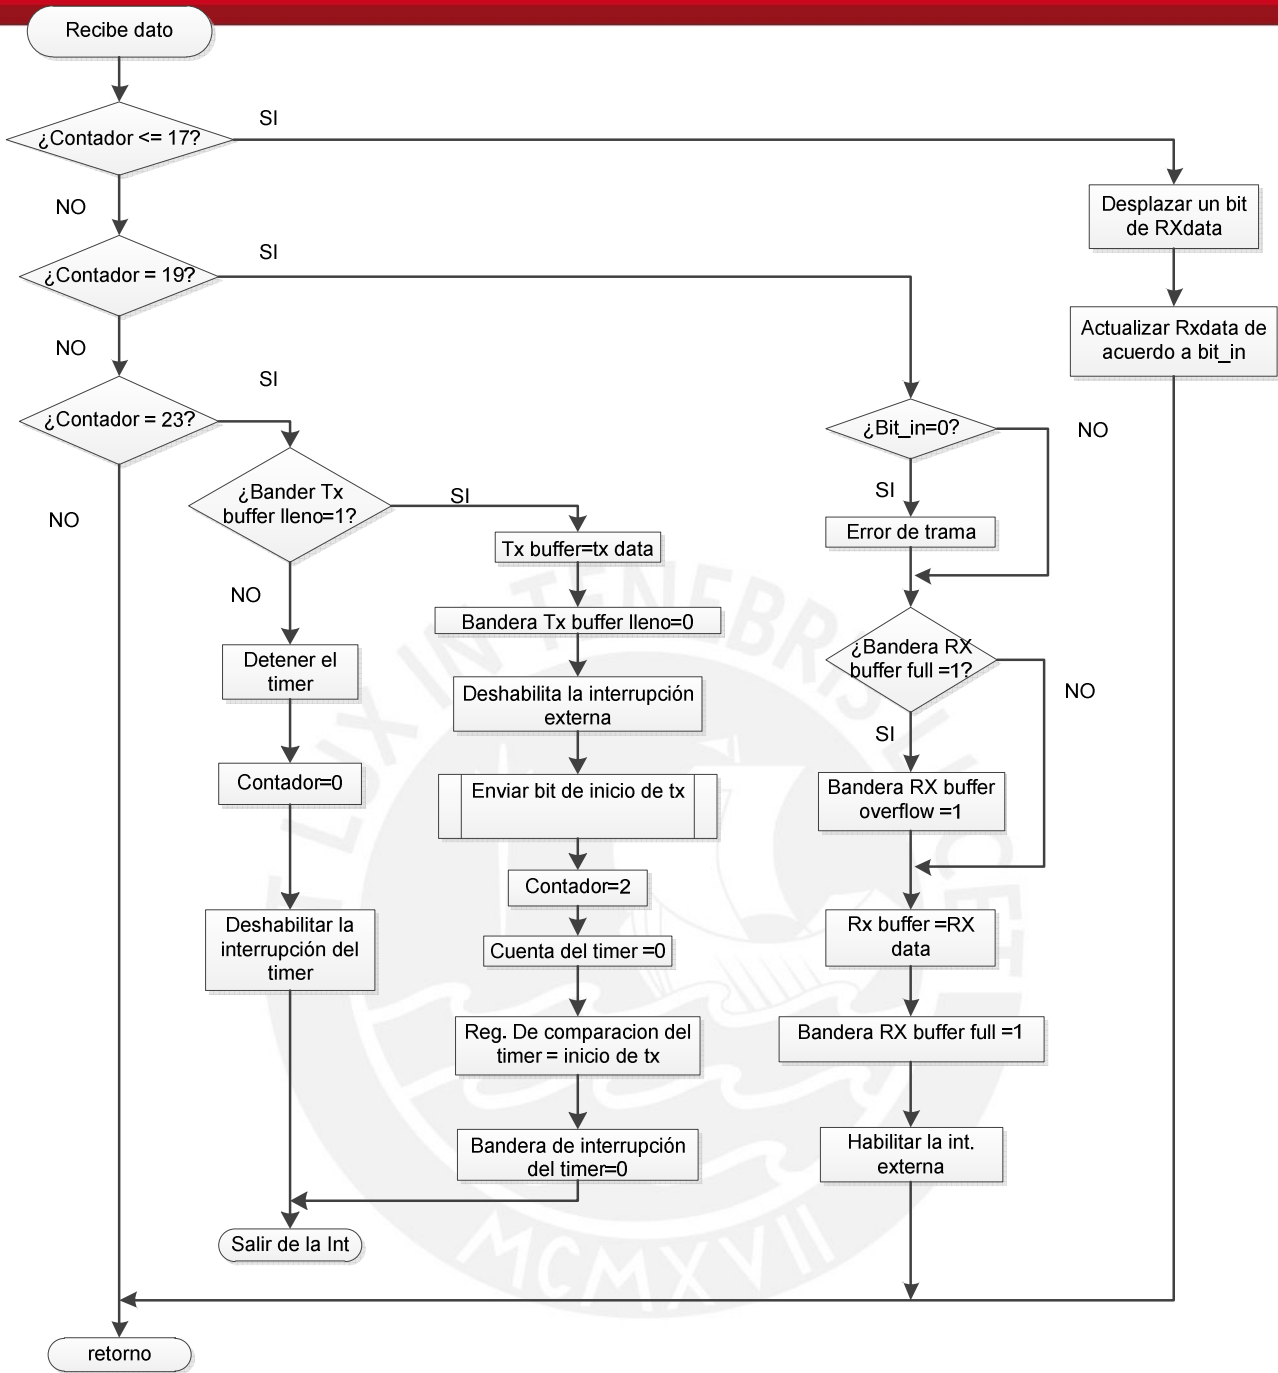 Recibe dato
¿Contador <= 17?
SI
NO
Desplazar un bit
de RXdata
Actualizar Rxdata de
acuerdo a bit_in
¿Contador = 19?
SI
NO
¿Contador = 23?
SI
NO
¿Bit_in=0?
NO
SI
Error de trama
¿Bander Tx
buffer lleno=1?
SI
NO
Tx buffer=tx data
Bandera Tx buffer lleno=0
Deshabilita la interrupción
externa
Enviar bit de inicio de tx
Contador=2
Cuenta del timer =0
Reg. De comparacion del
timer = inicio de tx
Bandera de interrupción
del timer=0
Detener el
timer
Contador=0
Deshabilitar la
interrupción del
timer
Salir de la Int
¿Bandera RX
buffer full =1?
NO
SI
Bandera RX buffer
overflow =1
Rx buffer =RX
data
Bandera RX buffer full =1
Habilitar la int.
externa
retorno
ET LUX IN TENEBRIS LUCET
MCMXVII